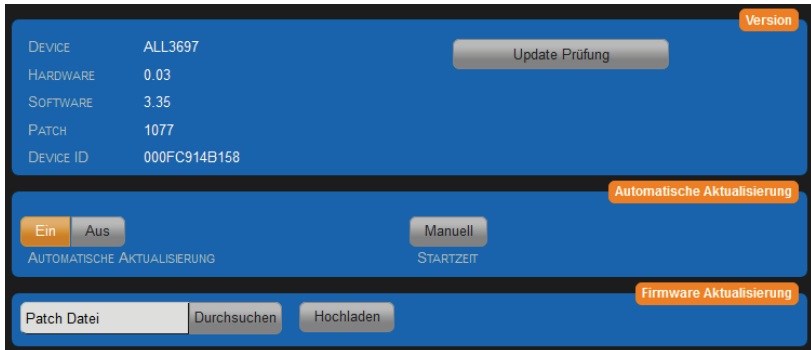 Version
Device ALL3697 Update Prüfung
Hardware 0.03
Software 3.35
Patch 1077
Device ID 000FC914B158
Automatische Aktualisierung
Ein Aus Manuell
Automatische Aktualisierung Startzeit
Firmware Aktualisierung
Patch Datei Durchsuchen Hochladen